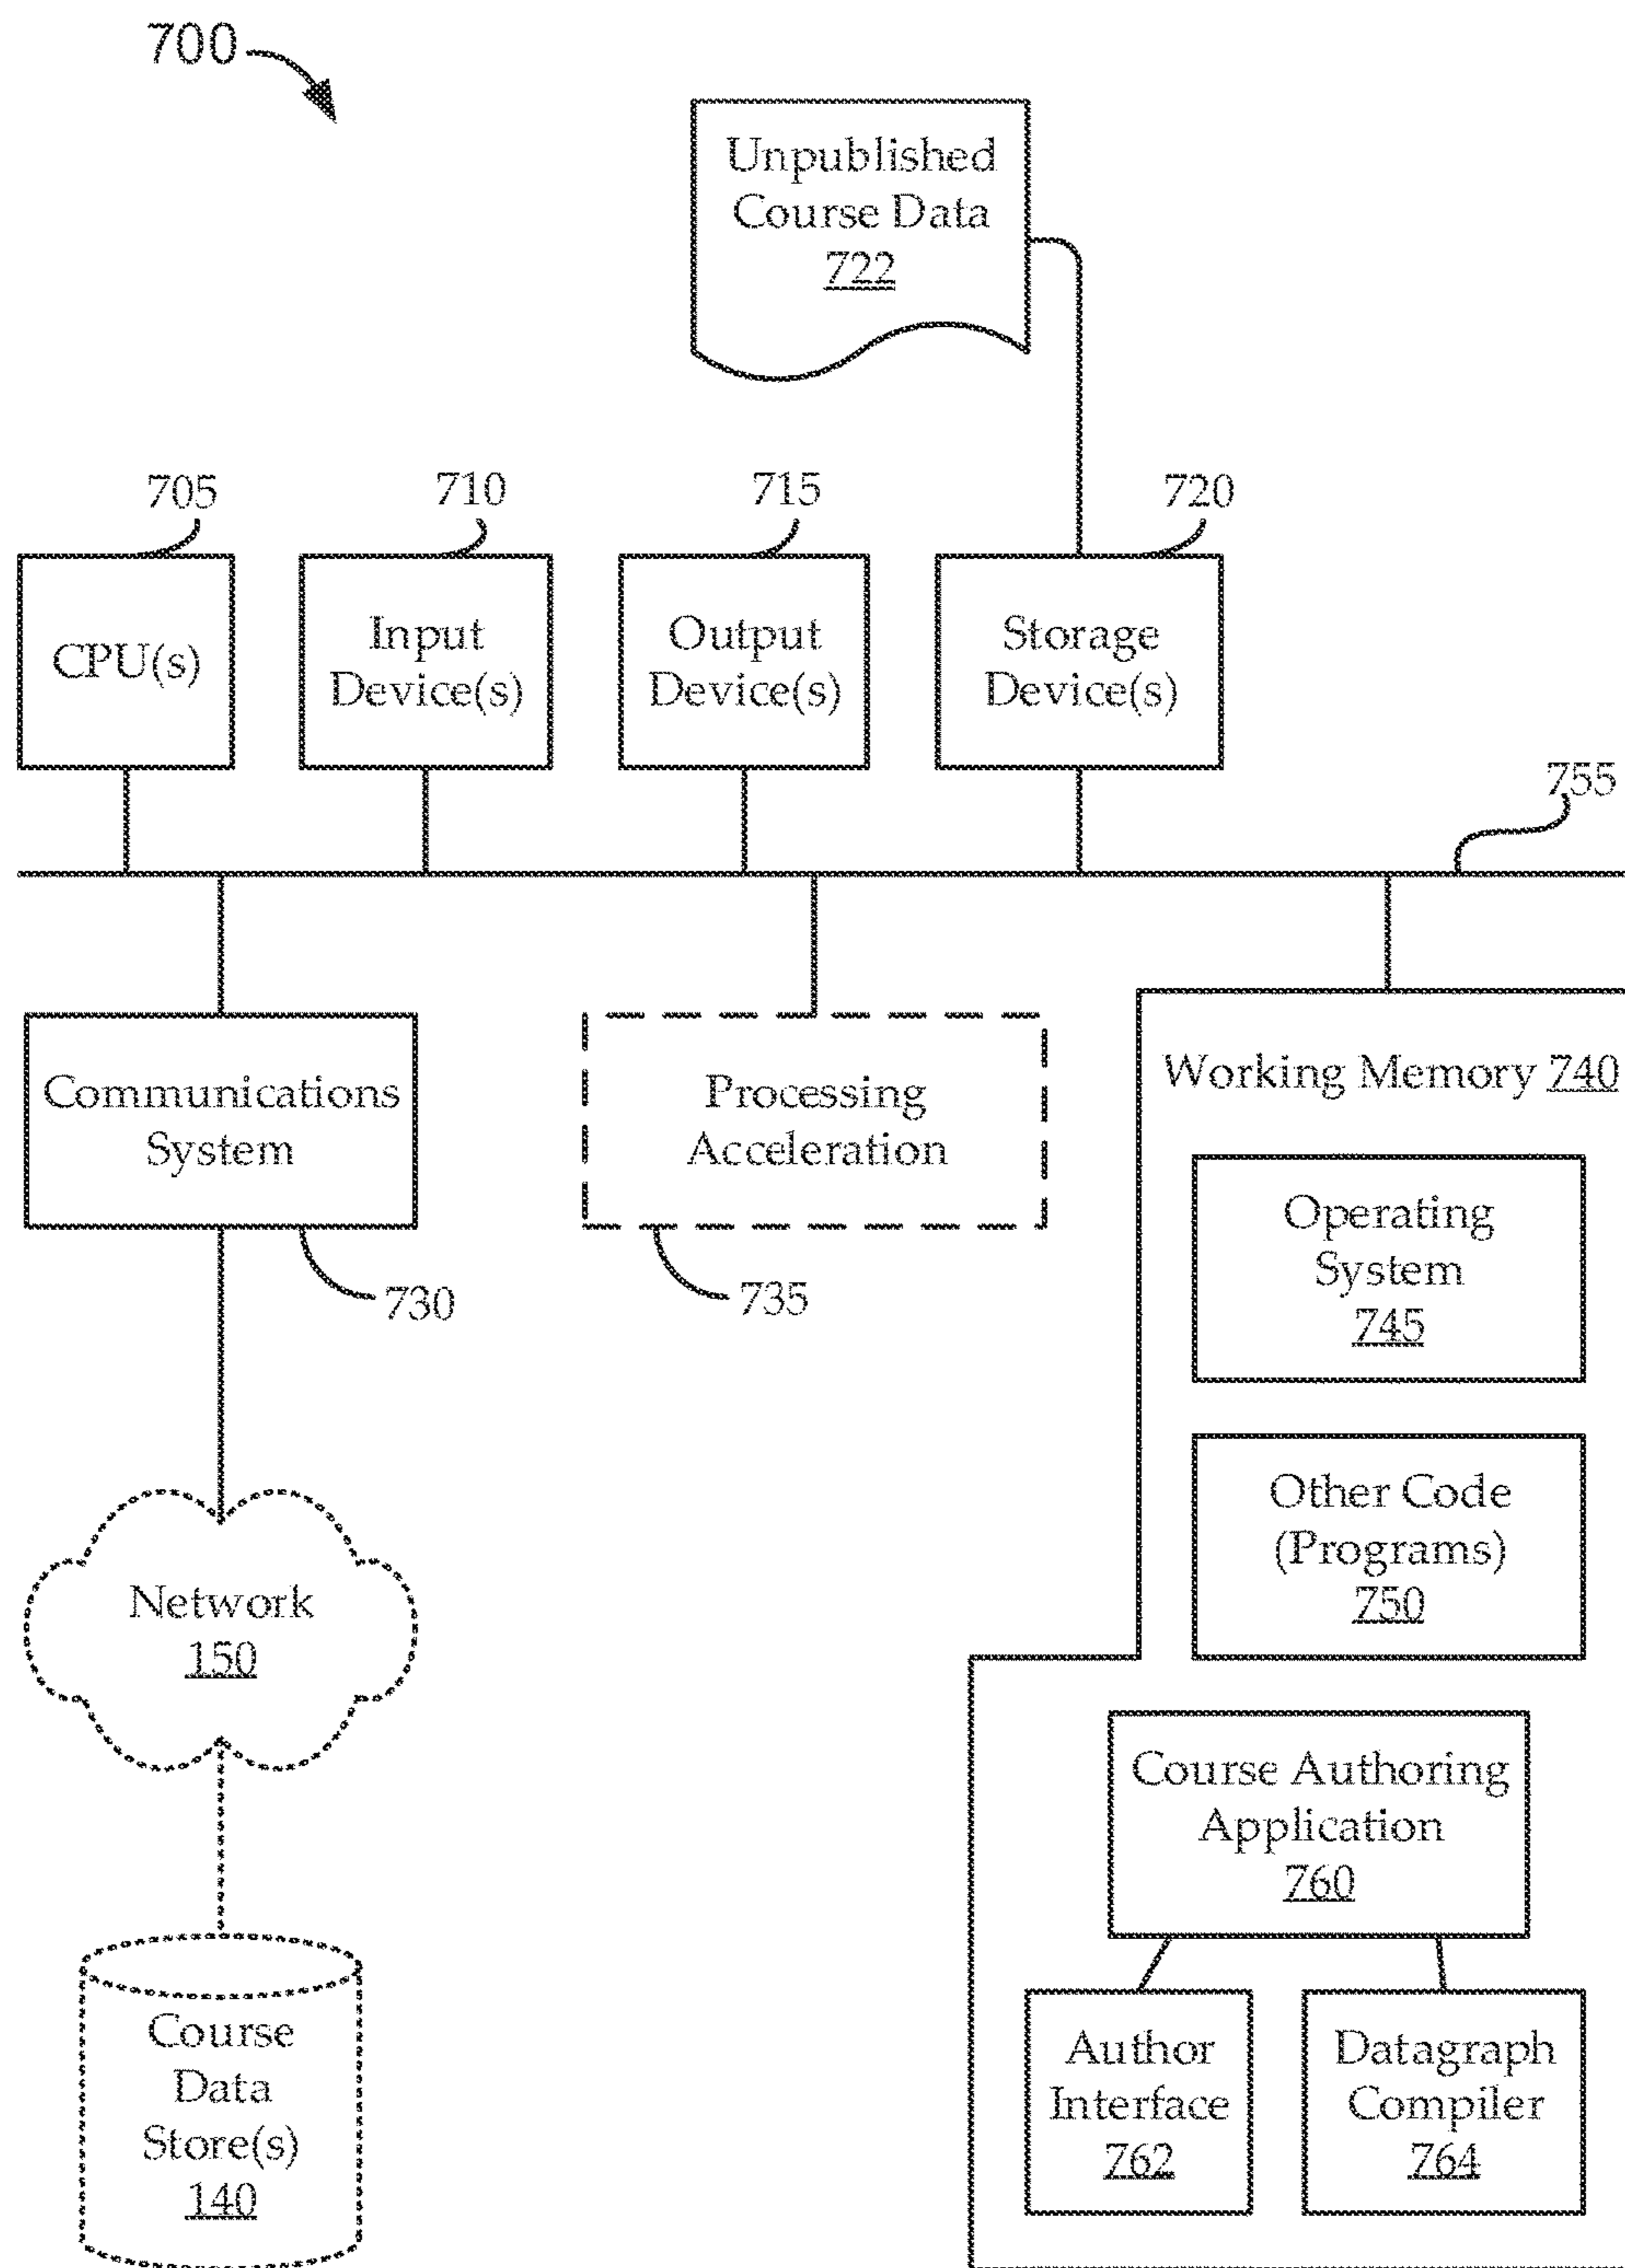 700
Unpublished
Course Data
722
705
710
715
720
CPU(s)
Input
Device(s)
Output
Device(s)
Storage
Device(s)
755
Communications
System
730
Processing
Acceleration
735
Working Memory 740
Operating
System
745
Other Code
(Programs)
750
Network
150
Course Authoring
Application
760
Course
Data
Store(s)
140
Author
Interface
762
Datagraph
Compiler
764